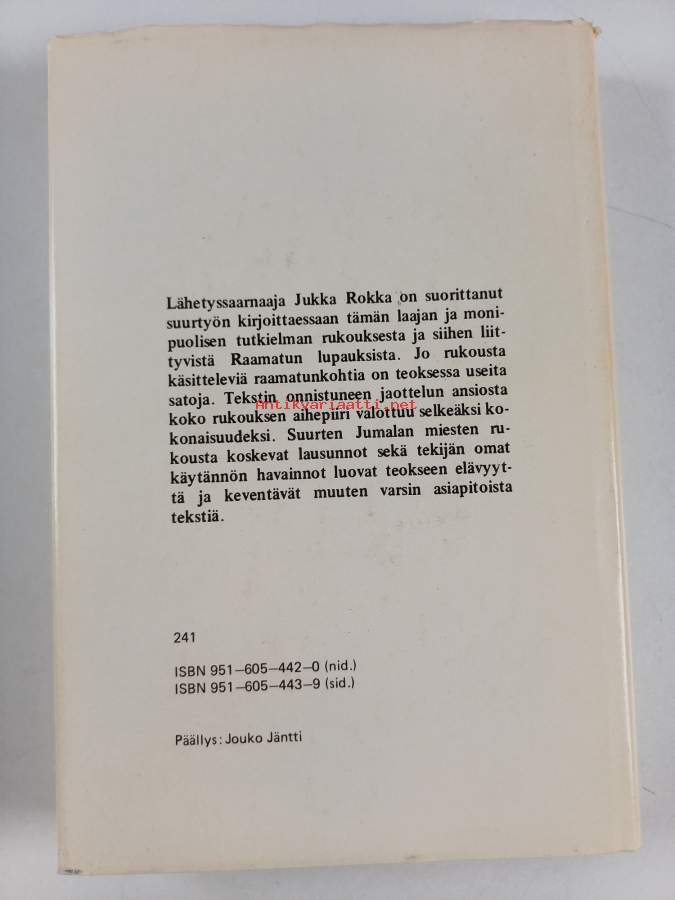 Lähetyssaarnaaja Jukka Rokka on suorittanut
suurtyön kirjoittaessaan tämän laajan ja moni-
puolisen tutkielman rukouksesta ja siihen liit-
tyvistä Raamatun lupauksista. Jo rukousta
käsitteleviä raamatunkohtia on teoksessa useita
satoja. Tekstin onnistuneen jaottelun ansiosta
Antikvariaatti.net
koko rukouksen aihepiiri valottuu selkeäksi ko-
konaisuudeksi. Suurten Jumalan miesten ru-
kousta koskevat lausunnot sekä tekijän omat
käytännön havainnot luovat teokseen elävyyt-
tä ja keventävät muuten varsin asiapitoista
tekstiä.
241
ISBN 951–605–442–0 (nid.)
ISBN 951–605–443–9 (sid.)
Päällys: Jouko Jäntti